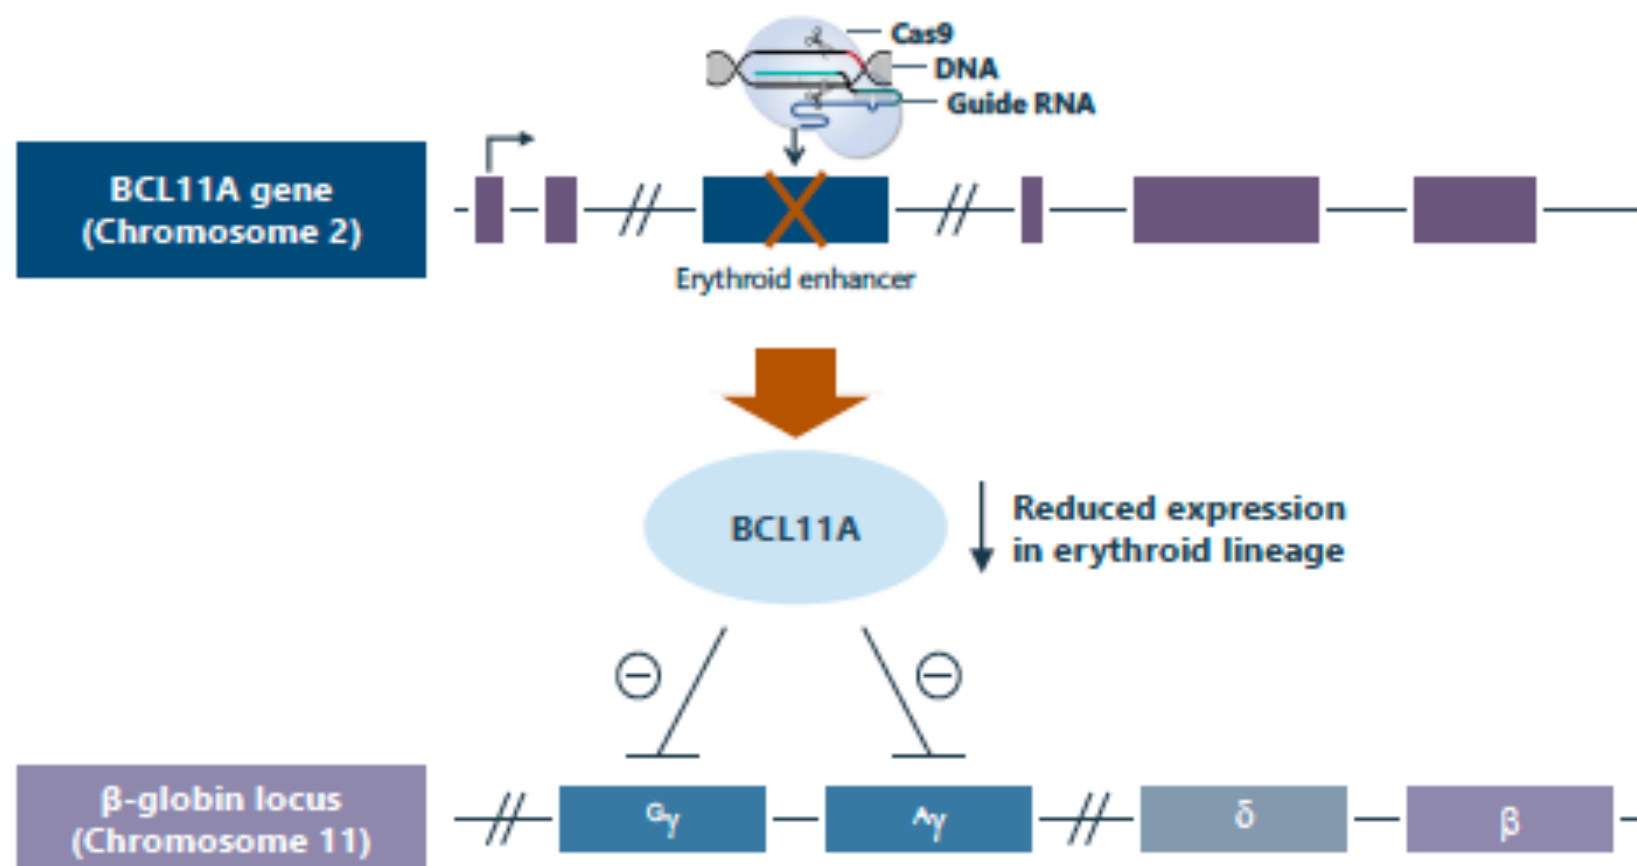 Cas9
DNA
Guide RNA
BCL11A gene
(Chromosome 2)
Erythroid enhancer
BCL11A
Reduced expression
in erythroid lineage
β-globin locus
(Chromosome 11)
Gγ
Aγ
δ
β